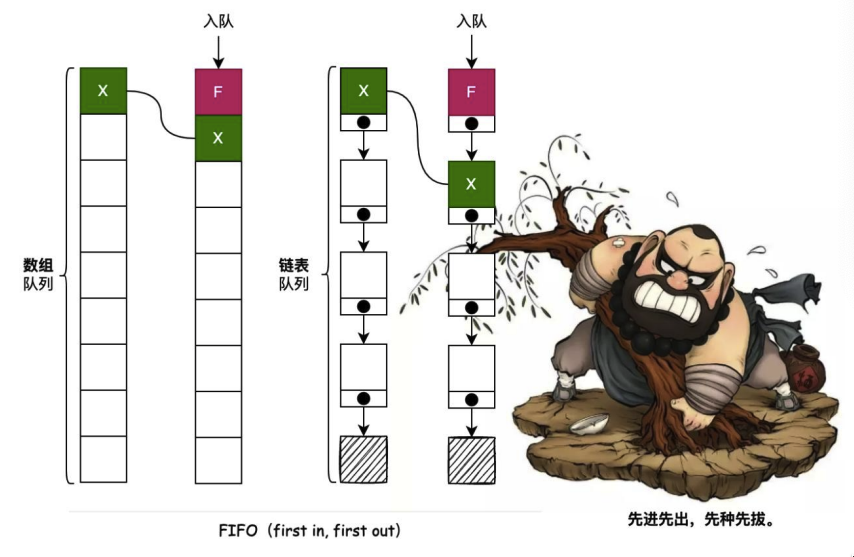 入队
入队
X
F
X
F
X
X
数组
队列
链表
队列
FIFO（first in, first out）
先进先出，先种先拔。